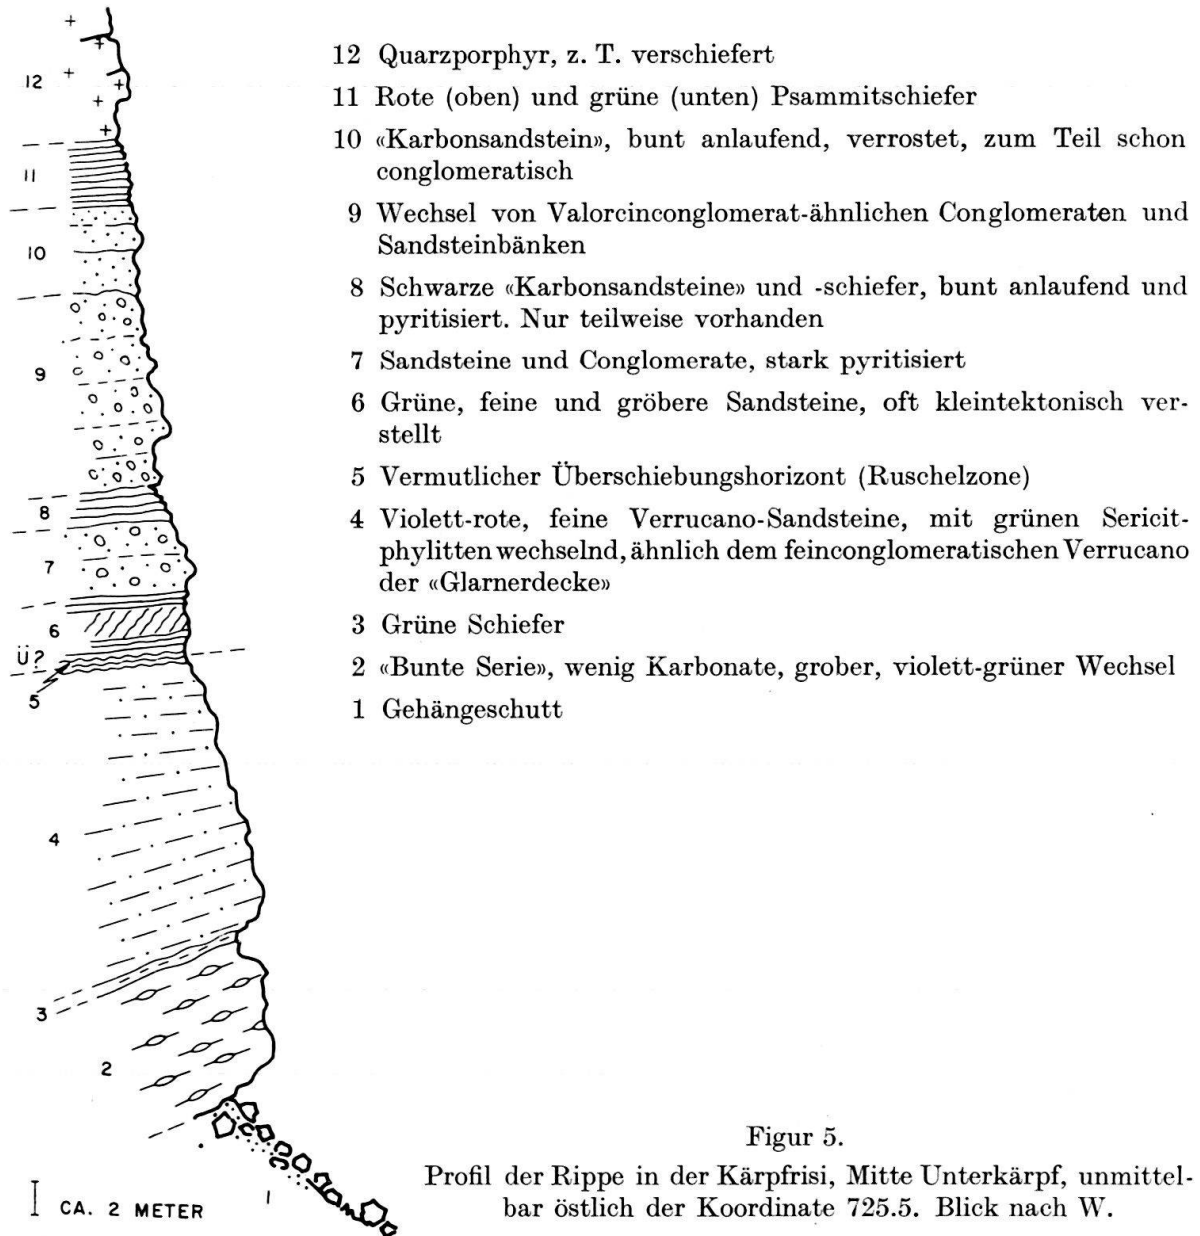 12
11
10
9
8
7
6
Ü?
5
4
3
2
1
CA. 2 METER
12 Quarzporphyr, z. T. verschiefert
11 Rote (oben) und grüne (unten) Psammitschiefer
10 «Karbonsandstein», bunt anlaufend, verrostet, zum Teil schon
conglomeratisch
9 Wechsel von Valorcinconglomerat-ähnlichen Conglomeraten und
Sandsteinbänken
8 Schwarze «Karbonsandsteine» und -schiefer, bunt anlaufend und
pyritisiert. Nur teilweise vorhanden
7 Sandsteine und Conglomerate, stark pyritisiert
6 Grüne, feine und gröbere Sandsteine, oft kleintektonisch ver-
stellt
5 Vermutlicher Überschiebungshorizont (Ruschelzone)
4 Violett-rote, feine Verrucano-Sandsteine, mit grünen Sericit-
phylitten wechselnd, ähnlich dem feinconglomeratischen Verrucano
der «Glarnerdecke»
3 Grüne Schiefer
2 «Bunte Serie», wenig Karbonate, grober, violett-grüner Wechsel
1 Gehängeschutt
Figur 5.
Profil der Rippe in der Kärpfrisi, Mitte Unterkärpf, unmittel-
bar östlich der Koordinate 725.5. Blick nach W.